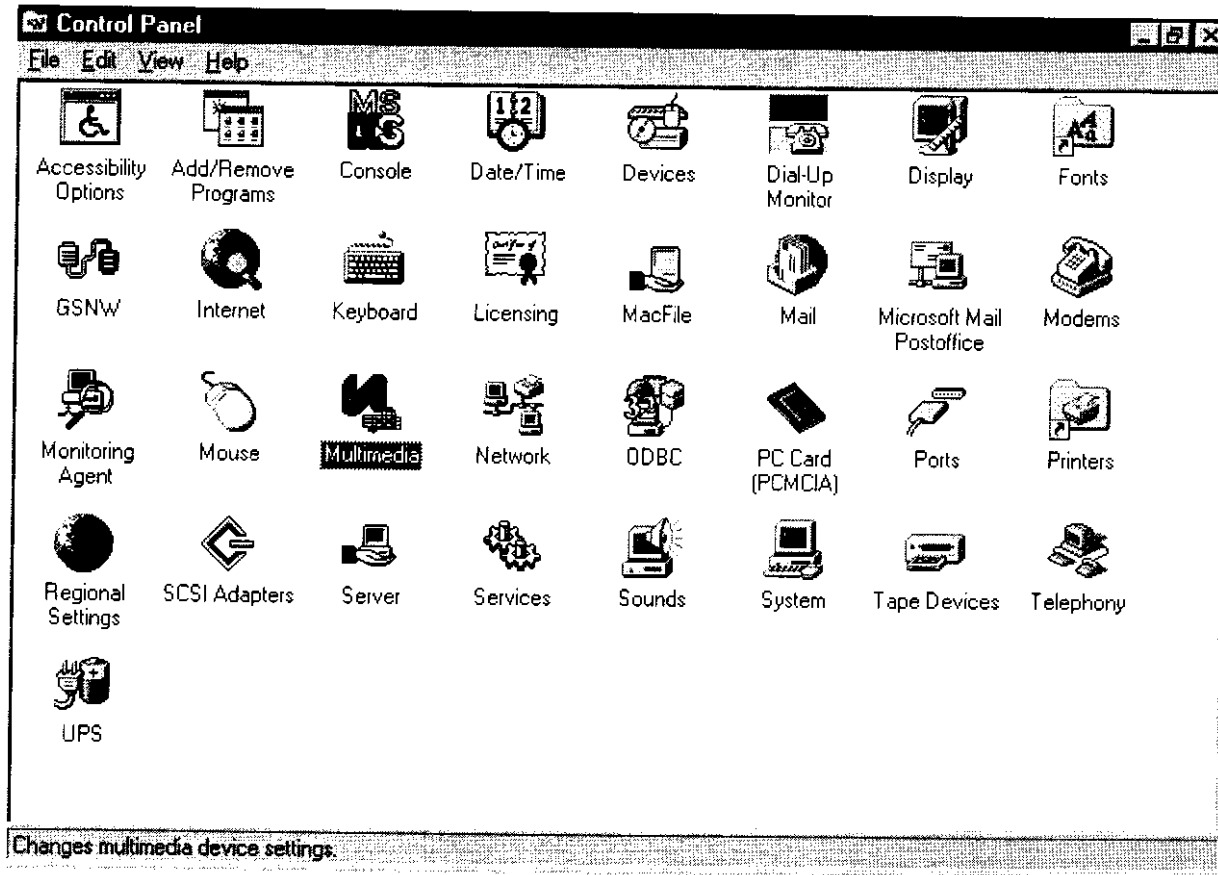 Control Panel
File Edit View Help
Accessibility Options
Add/Remove Programs
Console
Date/Time
Devices
Dial-Up Monitor
Display
Fonts
GSNW
Internet
Keyboard
Licensing
MacFile
Mail
Microsoft Mail Postoffice
Modems
Monitoring Agent
Mouse
Multimedia
Network
ODBC
PC Card (PCMCIA)
Ports
Printers
Regional Settings
SCSI Adapters
Server
Services
Sounds
System
Tape Devices
Telephony
UPS
Changes multimedia device settings.